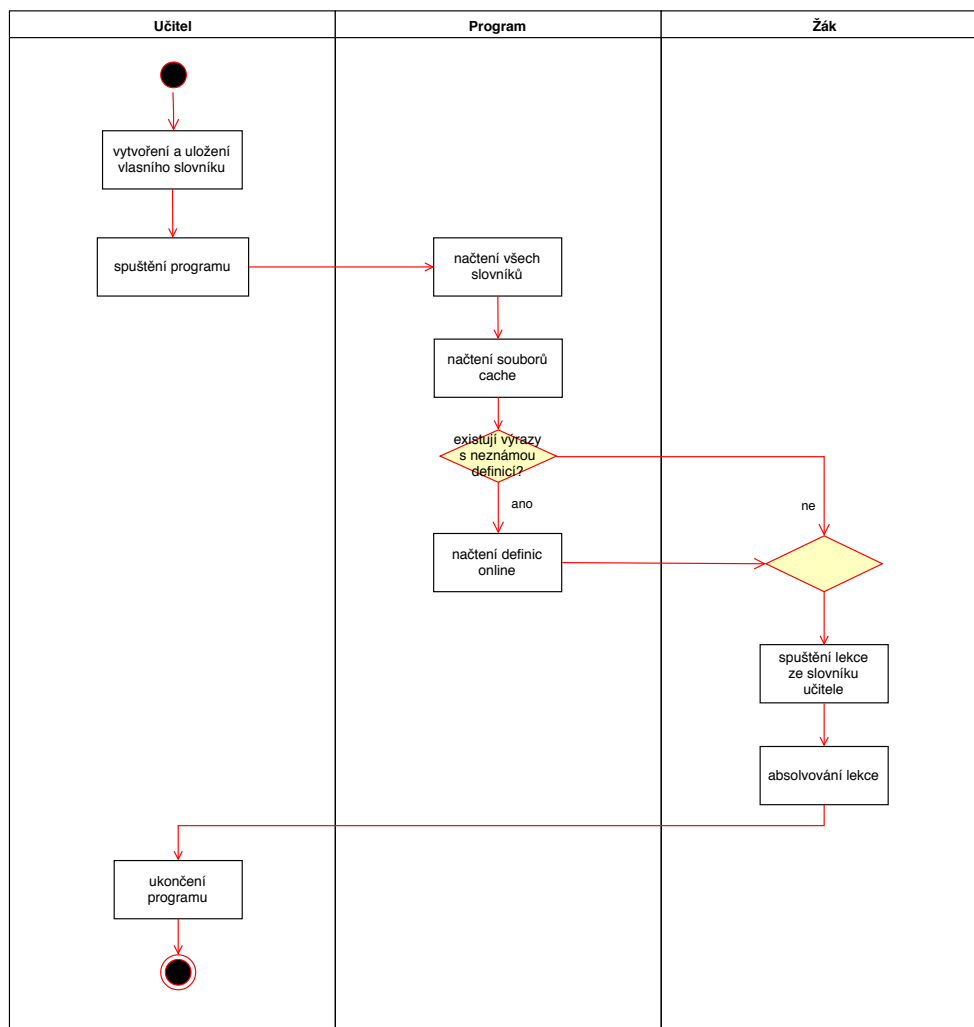 Učitel
Program
Žák
vytvoření a uložení
vlasního slovníku
spuštění programu
načtení všech
slovníků
načtení souborů
cache
existují výrazy
s neznámou
definicí?
ano
ne
načtení definic
online
spuštění lekce
ze slovníku
učitele
absolvování lekce
ukončení
programu